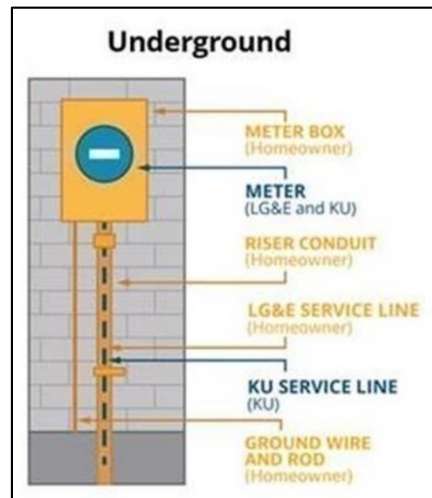 Underground
METER BOX
(Homeowner)
METER
(LG&E and KU)
RISER CONDUIT
(Homeowner)
LG&E SERVICE LINE
(Homeowner)
KU SERVICE LINE
(KU)
GROUND WIRE
AND ROD
(Homeowner)